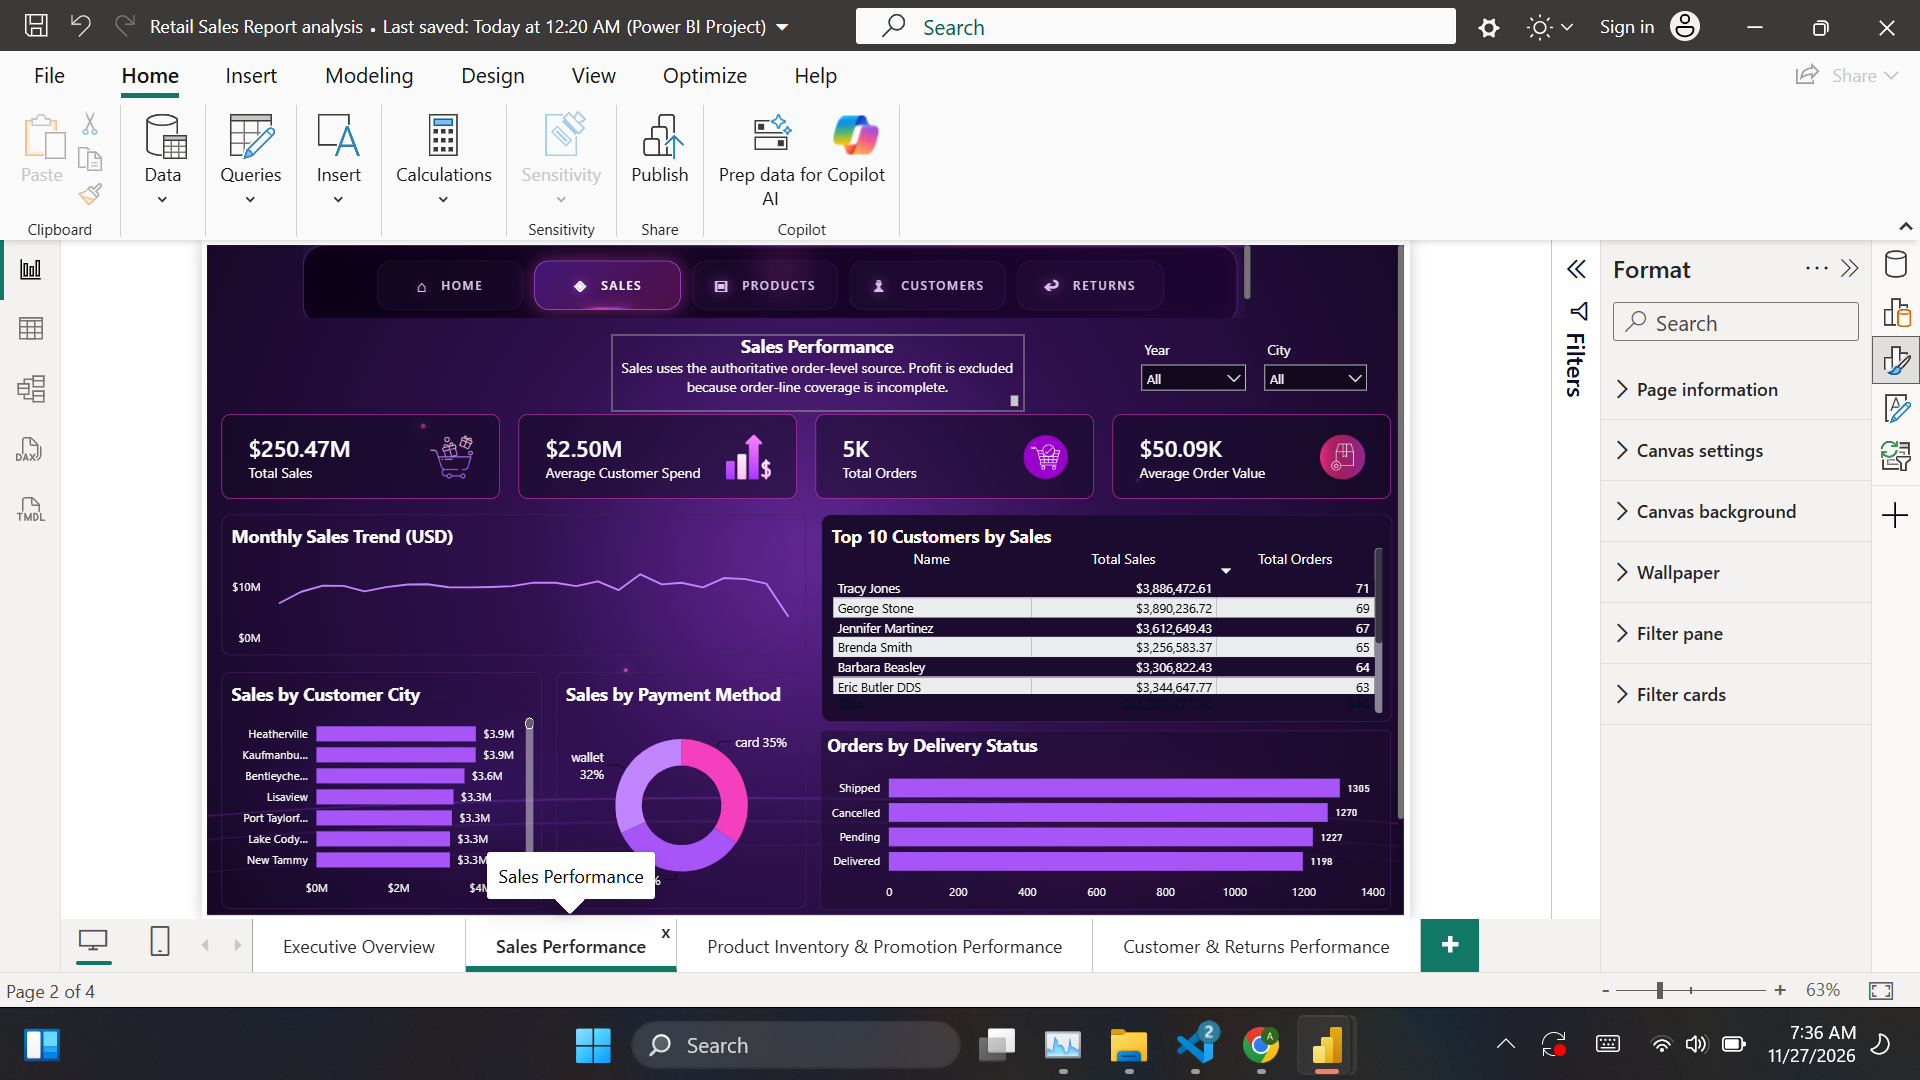 Retail Sales Report analysis • Last saved: Today at 12:20 AM (Power BI Project)
Search
Sign in
File Home Insert Modeling Design View Optimize Help
Share
Paste
Data
Queries
Insert
Calculations
Sensitivity
Publish
Prep data for AI
Copilot
Clipboard
Sensitivity
Share
Copilot
DAX
TMDL
HOME
SALES
PRODUCTS
CUSTOMERS
RETURNS
Sales Performance
Sales uses the authoritative order-level source. Profit is excluded
because order-line coverage is incomplete.
Year
All
City
All
$250.47M
Total Sales
$2.50M
Average Customer Spend
5K
Total Orders
$50.09K
Average Order Value
Monthly Sales Trend (USD)
$10M
$0M
Top 10 Customers by Sales
Name Total Sales Total Orders
Tracy Jones $3,886,472.61 71
George Stone $3,890,236.72 69
Jennifer Martinez $3,612,649.43 67
Brenda Smith $3,256,583.37 65
Barbara Beasley $3,306,822.43 64
Eric Butler DDS $3,344,647.77 63
Total
Sales by Customer City
Heatherville $3.9M
Kaufmanbu... $3.9M
Bentleyche... $3.6M
Lisaview $3.3M
Port Taylorf... $3.3M
Lake Cody... $3.3M
New Tammy $3.3M
$0M $2M $4M
Sales by Payment Method
card 35%
wallet
32%
%
Sales Performance
Orders by Delivery Status
Shipped 1305
Cancelled 1270
Pending 1227
Delivered 1198
0 200 400 600 800 1000 1200 1400
Filters
Format
Search
Page information
Canvas settings
Canvas background
Wallpaper
Filter pane
Filter cards
Executive Overview
Sales Performance x
Product Inventory & Promotion Performance
Customer & Returns Performance
+
Page 2 of 4
- + 63%
Search
2
A
7:36 AM
11/27/2026